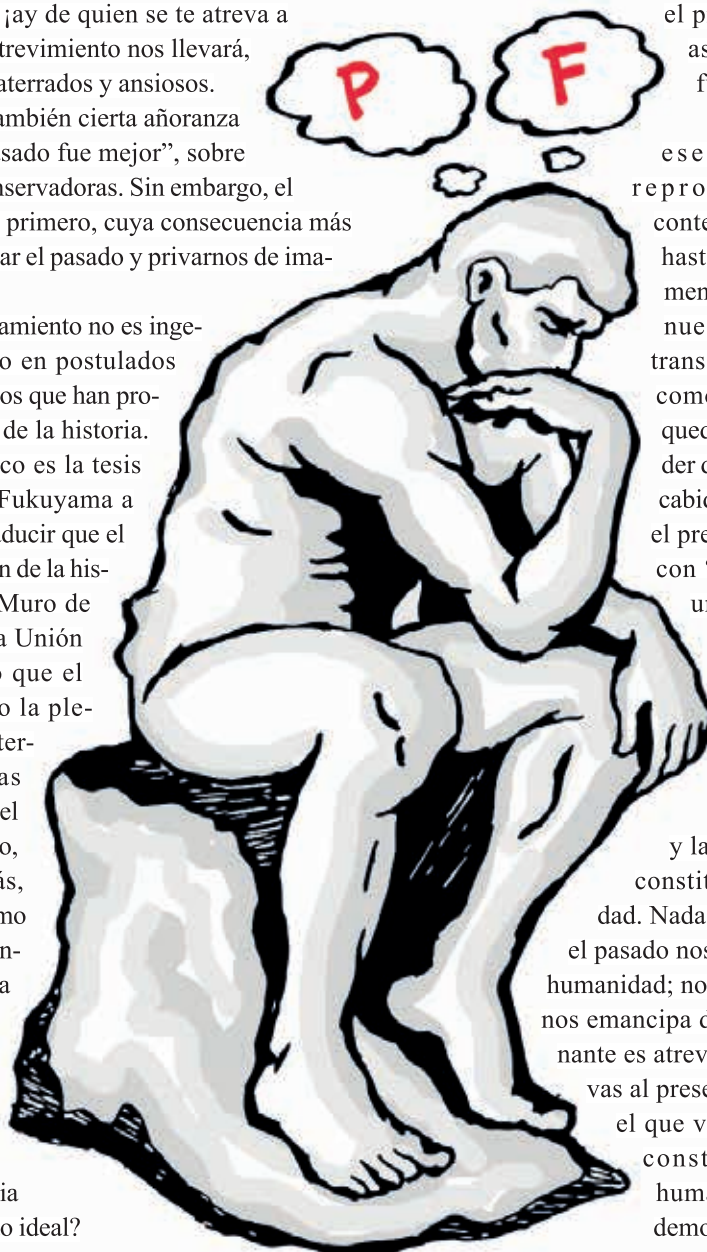 ¡ay de quien se te atreva a
trevimiento nos llevará,
aterrados y ansiosos.
ambién cierta añoranza
asado fue mejor”, sobre
nservadoras. Sin embargo, el
primero, cuya consecuencia más
ar el pasado y privarnos de ima-
amiento no es inge-
o en postulados
os que han pro-
de la historia.
co es la tesis
Fukuyama a
aducir que el
n de la his-
Muro de
a Unión
o que el
o la ple-
ter-
as
el
o,
ás,
mo
n-
a
ia
o ideal?
P
F
el p
as
f
ese
repro
conte
hast
men
nue
trans
como
qued
der d
cabid
el pre
con
un
y la
constit
dad. Nada
el pasado nos
humanidad; no
nos emancipa d
nante es atrev
vas al prese
el que v
const
huma
demo